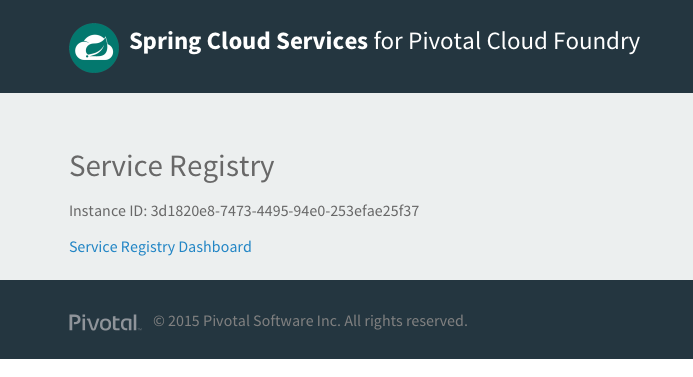 Spring Cloud Services for Pivotal Cloud Foundry
Service Registry
Instance ID: 3d1820e8-7473-4495-94e0-253efae25f37
Service Registry Dashboard
Pivotal™ © 2015 Pivotal Software Inc. All rights reserved.